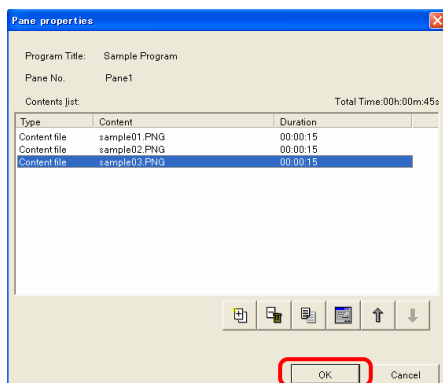 Pane properties
Program Title: Sample Program
Pane No. Pane1
Contents list: Total Time:00h:00m:45s
Type Content Duration
Content file sample01.PNG 00:00:15
Content file sample02.PNG 00:00:15
Content file sample03.PNG 00:00:15
OK Cancel